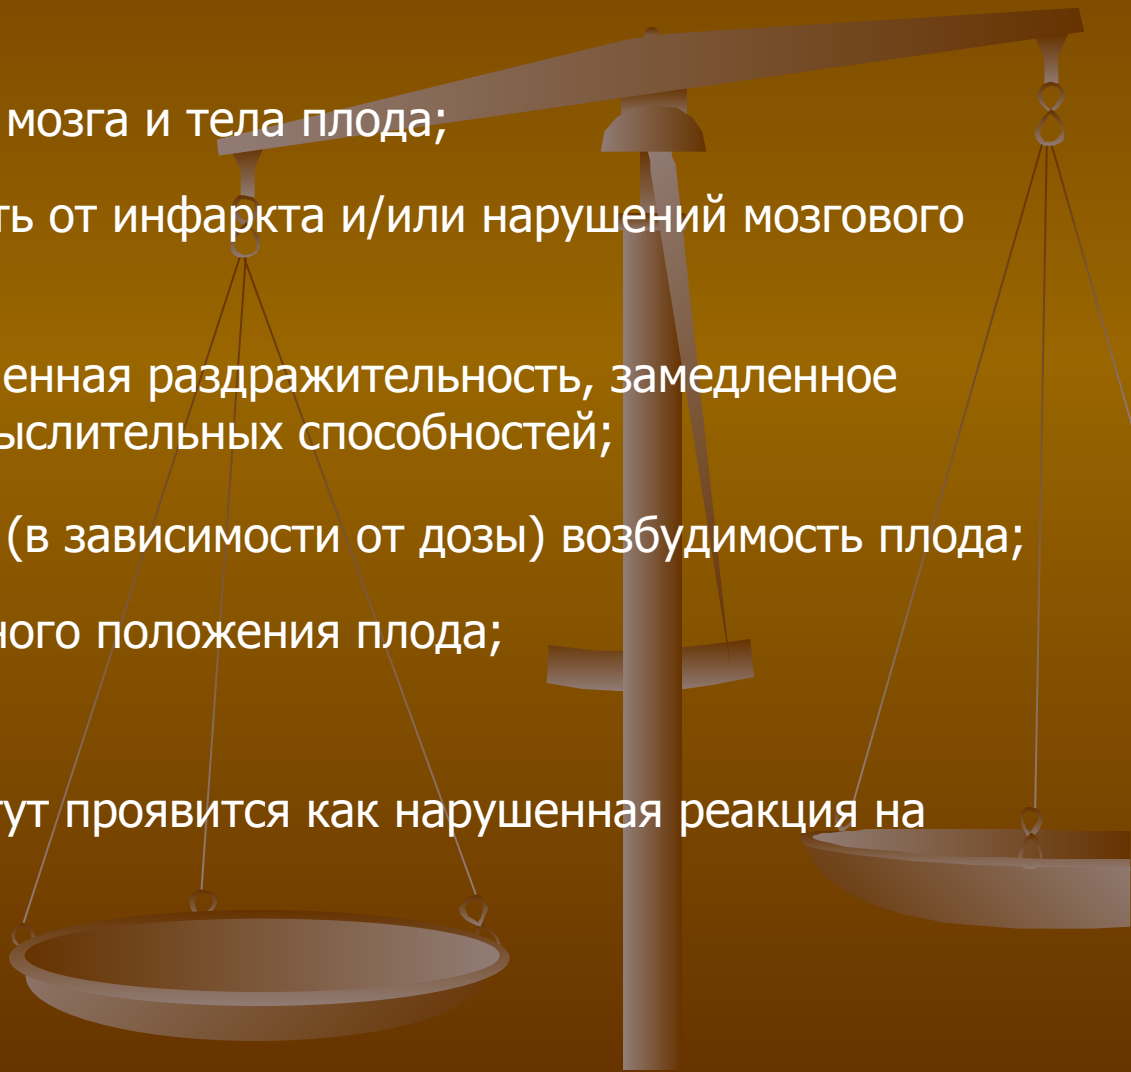 мозга и тела плода;
ть от инфаркта и/или нарушений мозгового
енная раздражительность, замедленное
ыслительных способностей;
(в зависимости от дозы) возбудимость плода;
ного положения плода;
гут проявится как нарушенная реакция на